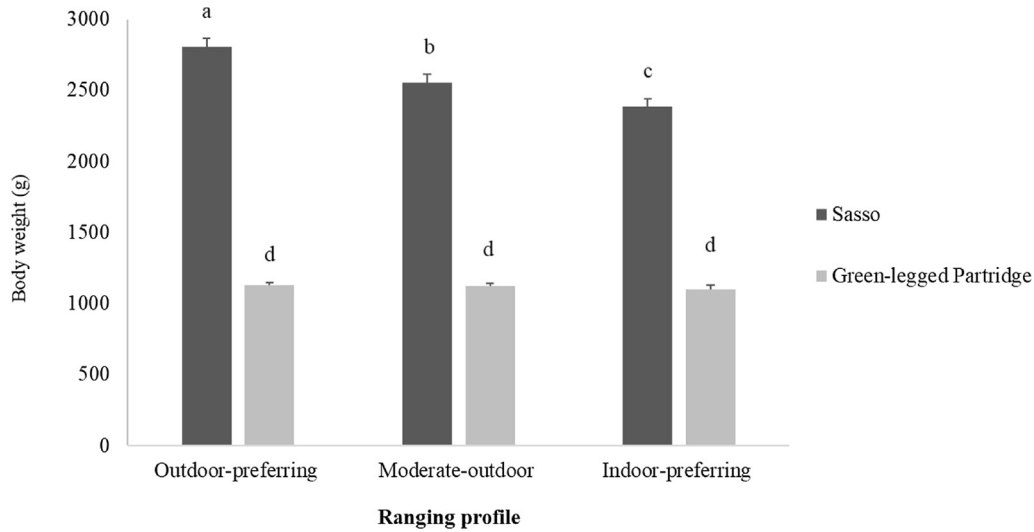 3000
2500
2000
1500
1000
500
0
Body weight (g)
a
b
c
d
d
d
Sasso
Green-legged Partridge
Outdoor-preferring
Moderate-outdoor
Indoor-preferring
Ranging profile